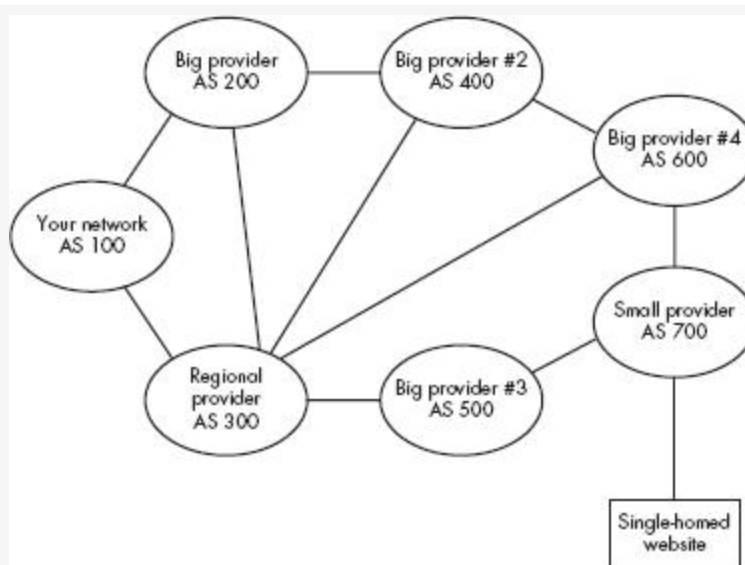 Big provider
AS 200
Big provider #2
AS 400
Big provider #4
AS 600
Your network
AS 100
Small provider
AS 700
Regional
provider
AS 300
Big provider #3
AS 500
Single-homed
website